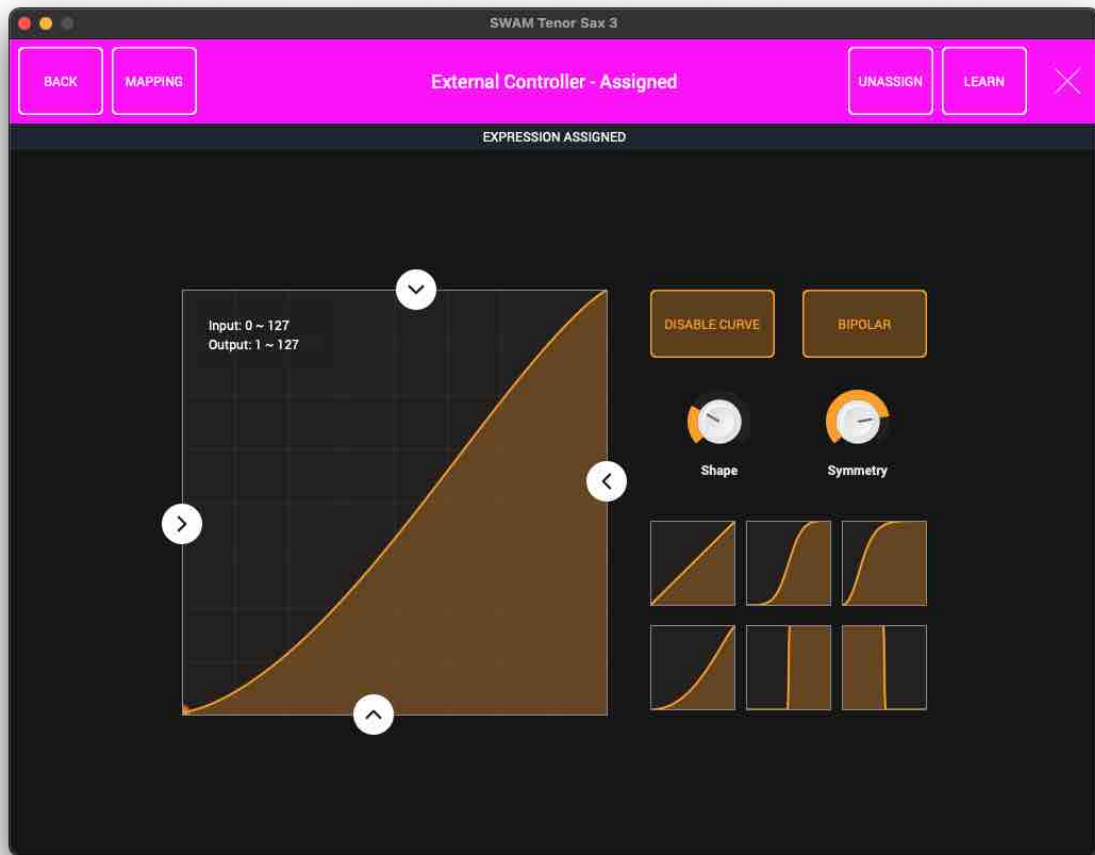 SWAM Tenor Sax 3
BACK
MAPPING
External Controller - Assigned
UNASSIGN
LEARN
EXPRESSION ASSIGNED
Input: 0 ~ 127
Output: 1 ~ 127
DISABLE CURVE
BIPOLAR
Shape
Symmetry